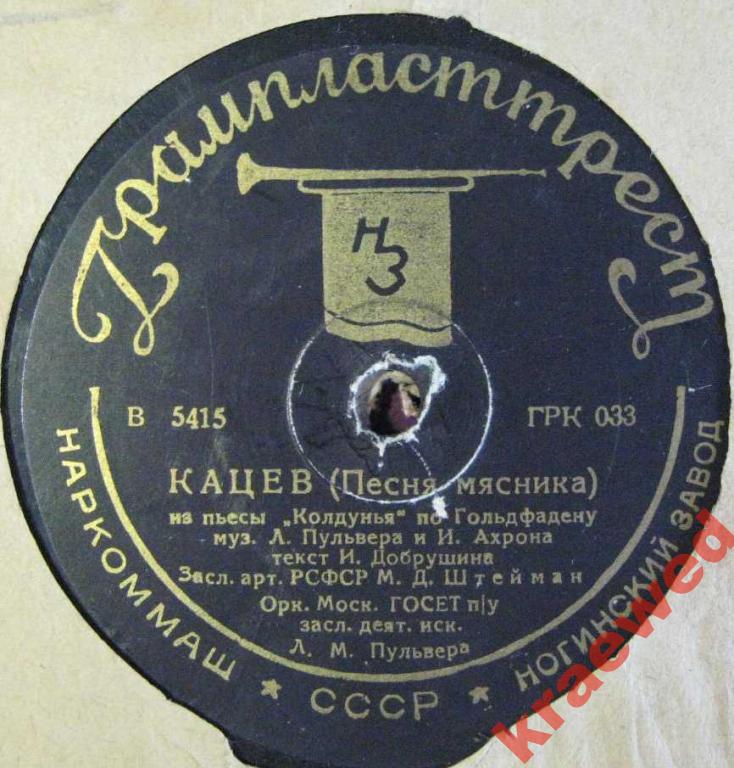 Грампласттрест
НЗ
В 5415
ГРК 033
КАЦЕВ (Песня мясника)
из пьесы „Колдунья" по Гольдфадену
муз. Л. Пульвера и И. Ахрона
текст И. Добрушина
Засл. арт. РСФСР М. Д. Штейман
Орк. Моск. ГОСЕТ п/у
засл. деят. иск.
Л. М. Пульвера
НАРКОММАШ ★ СССР ★ НОГИНСКИЙ ЗАВОД
kraewed